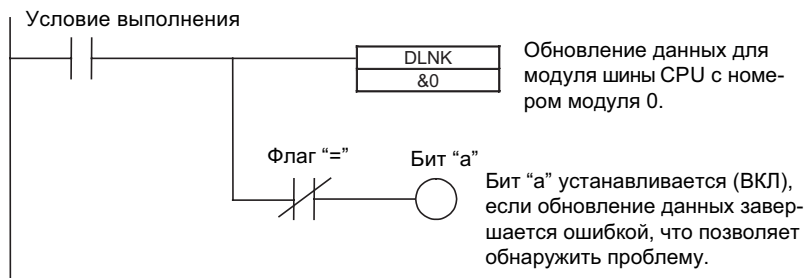 Условие выполнения
DLNK
&0
Обновление данных для
модуля шины CPU с номе-
ром модуля 0.
Флаг “=”
Бит “a”
Бит “a” устанавливается (ВКЛ),
если обновление данных завер-
шается ошибкой, что позволяет
обнаружить проблему.